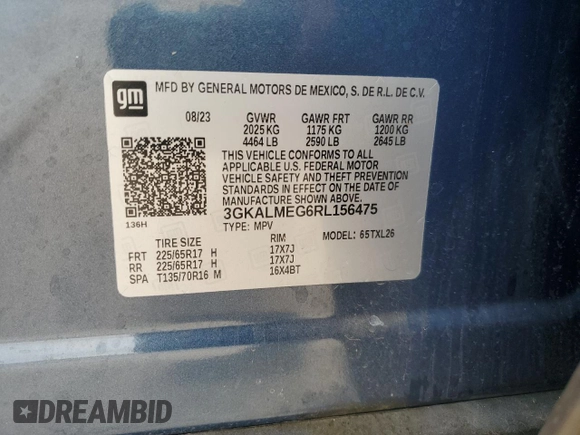 gm
MFD BY GENERAL MOTORS DE MEXICO, S. DE R.L. DE C.V.
08/23 GVWR GAWR FRT GAWR RR
2025 KG 1175 KG 1200 KG
4464 LB 2590 LB 2645 LB
THIS VEHICLE CONFORMS TO ALL
APPLICABLE U.S. FEDERAL MOTOR
VEHICLE SAFETY AND THEFT PREVENTION
STANDARDS IN EFFECT ON THE DATE OF
MANUFACTURE SHOWN ABOVE.
3GKALMEG6RL156475
136H TYPE: MPV
TIRE SIZE RIM MODEL: 65TXL26
FRT 225/65R17 H 17X7J
RR 225/65R17 H 17X7J
SPA T135/70R16 M 16X4BT
DREAMBID